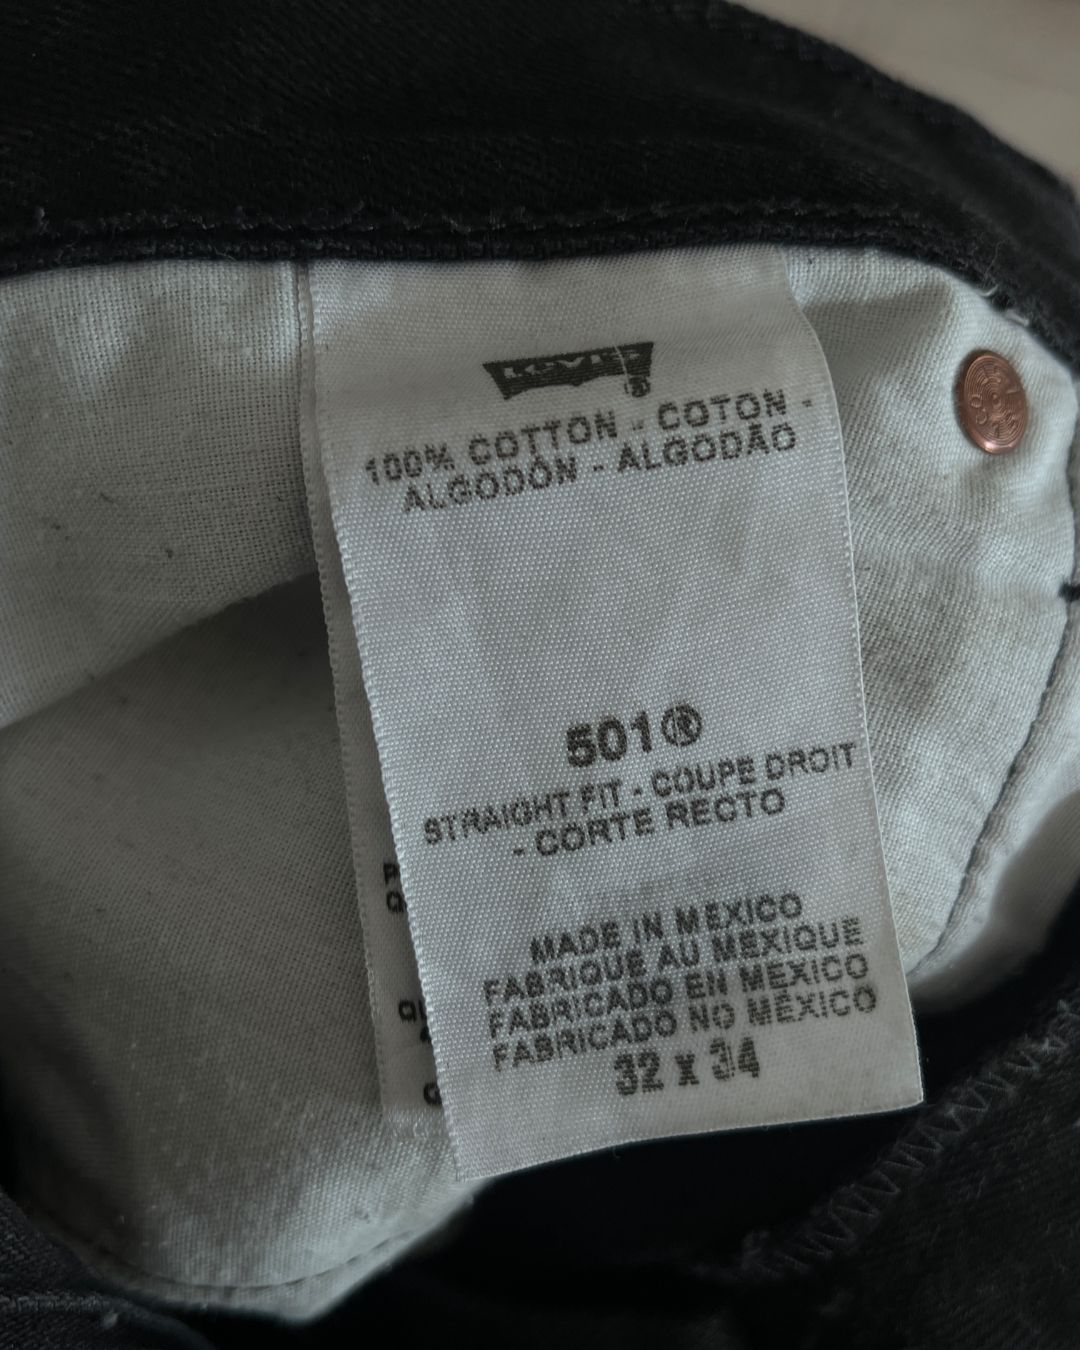 LEVI'S
®
100% COTTON - COTON -
ALGODÓN - ALGODÃO
501®
STRAIGHT FIT - COUPE DROIT
- CORTE RECTO
MADE IN MEXICO
FABRIQUE AU MEXIQUE
FABRICADO EN MEXICO
FABRICADO NO MÉXICO
32 x 34